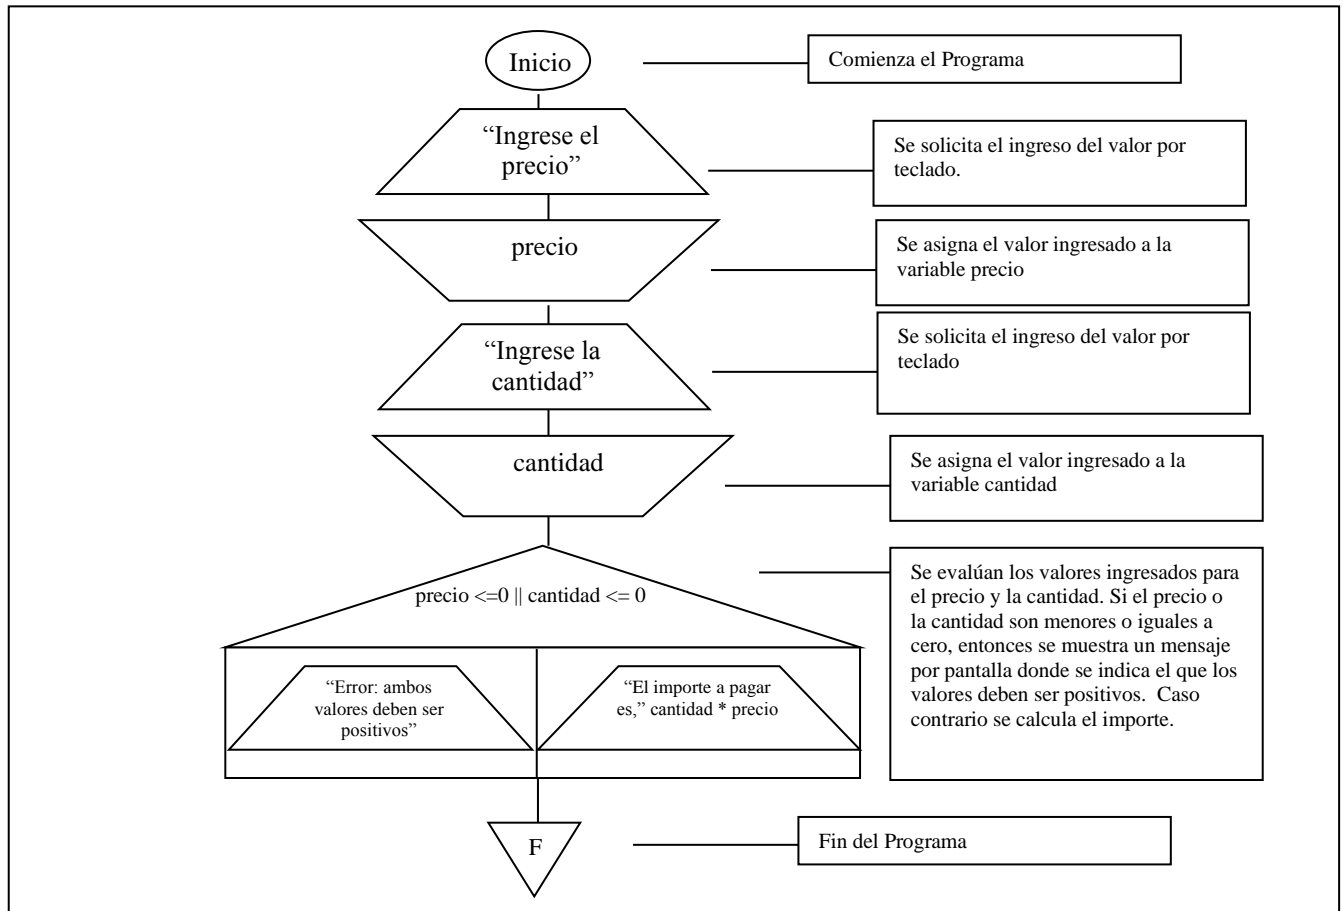 Inicio
Comienza el Programa
“Ingrese el
precio”
Se solicita el ingreso del valor por
teclado.
precio
Se asigna el valor ingresado a la
variable precio
“Ingrese la
cantidad”
Se solicita el ingreso del valor por
teclado
cantidad
Se asigna el valor ingresado a la
variable cantidad
precio <=0 || cantidad <= 0
Se evalúan los valores ingresados para
el precio y la cantidad. Si el precio o
la cantidad son menores o iguales a
cero, entonces se muestra un mensaje
por pantalla donde se indica el que los
valores deben ser positivos. Caso
contrario se calcula el importe.
“Error: ambos
valores deben ser
positivos”
“El importe a pagar
es,” cantidad * precio
F
Fin del Programa